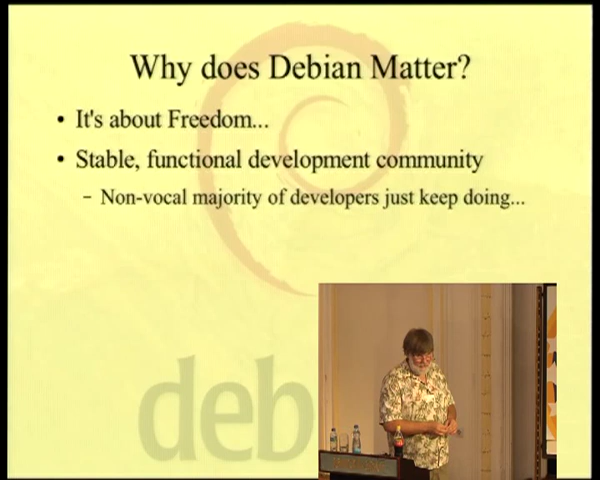 Why does Debian Matter?
• It's about Freedom...
• Stable, functional development community
– Non-vocal majority of developers just keep doing...
deb